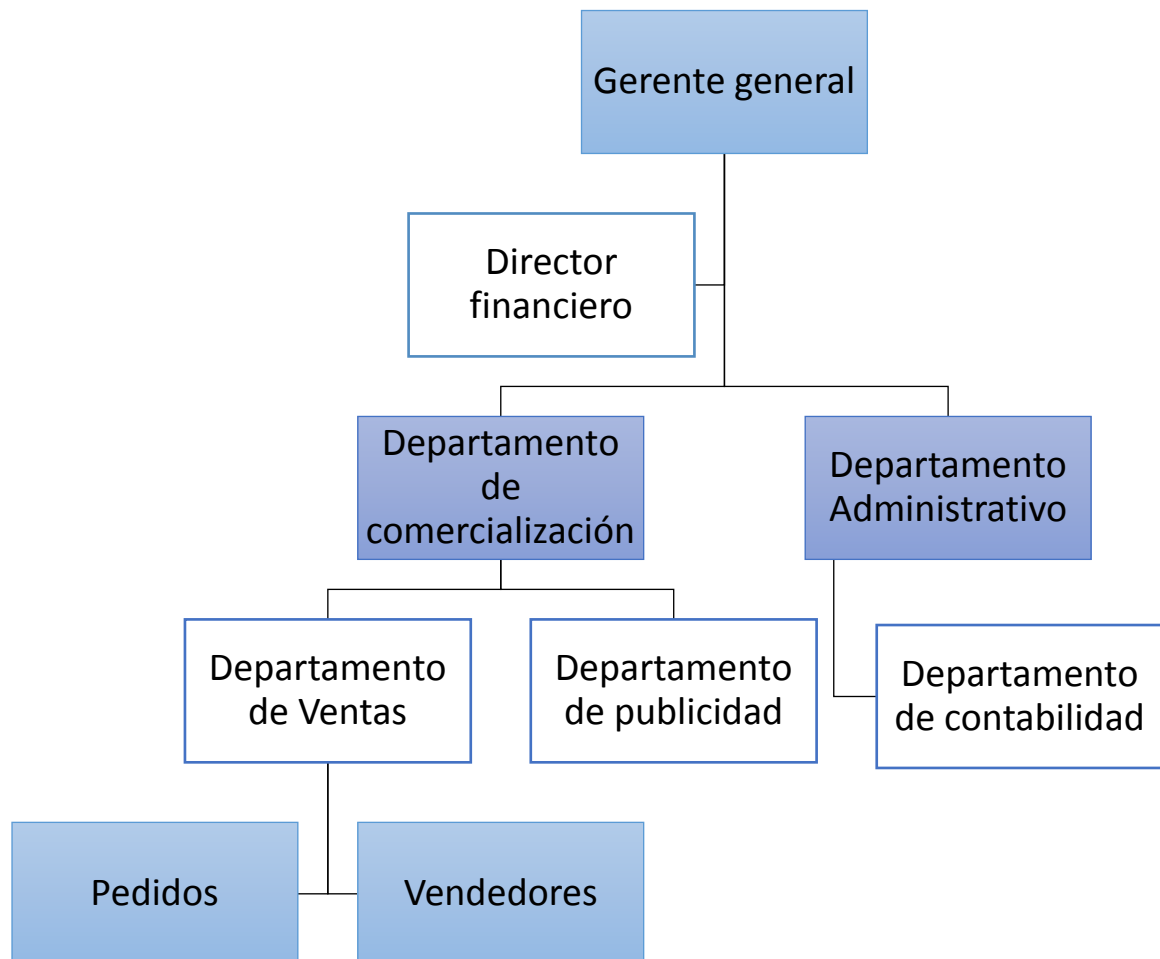 Gerente general
Director
financiero
Departamento
de
comercialización
Departamento
Administrativo
Departamento
de Ventas
Departamento
de publicidad
Departamento
de contabilidad
Pedidos
Vendedores